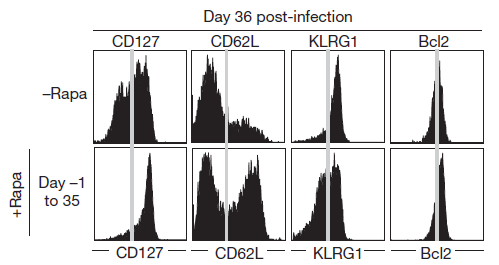 Day 36 post-infection
CD127 CD62L KLRG1 Bcl2
–Rapa
+Rapa
Day –1
to 35
CD127 CD62L KLRG1 Bcl2